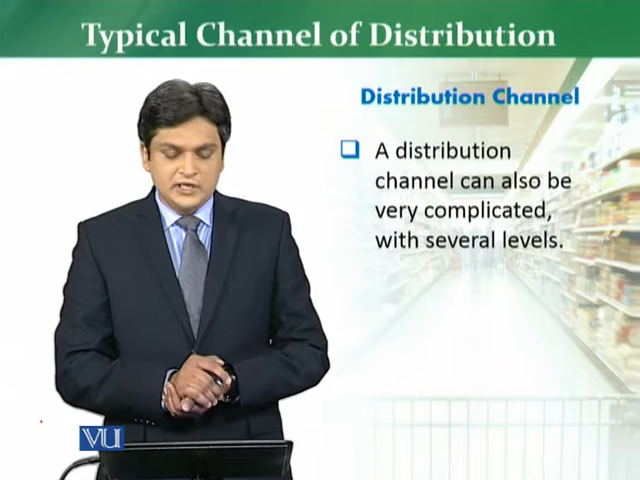 Typical Channel of Distribution
Distribution Channel
A distribution
channel can also be
very complicated,
with several levels.
VU